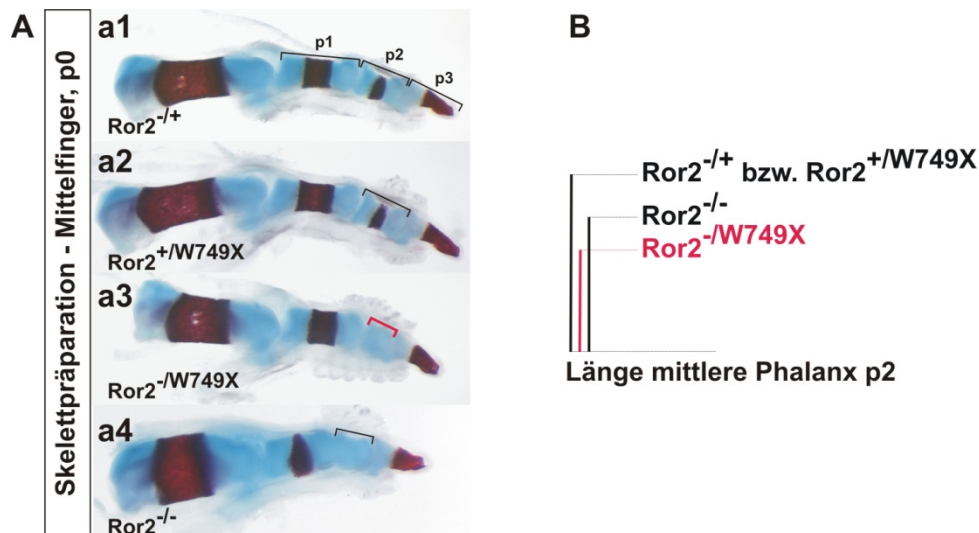 A
Skelettpräparation - Mittelfinger, p0
a1
p1
p2
p3
Ror2-/+
a2
Ror2+/W749X
a3
Ror2-/W749X
a4
Ror2-/-
B
Ror2-/+ bzw. Ror2+/W749X
Ror2-/-
Ror2-/W749X
Länge mittlere Phalanx p2